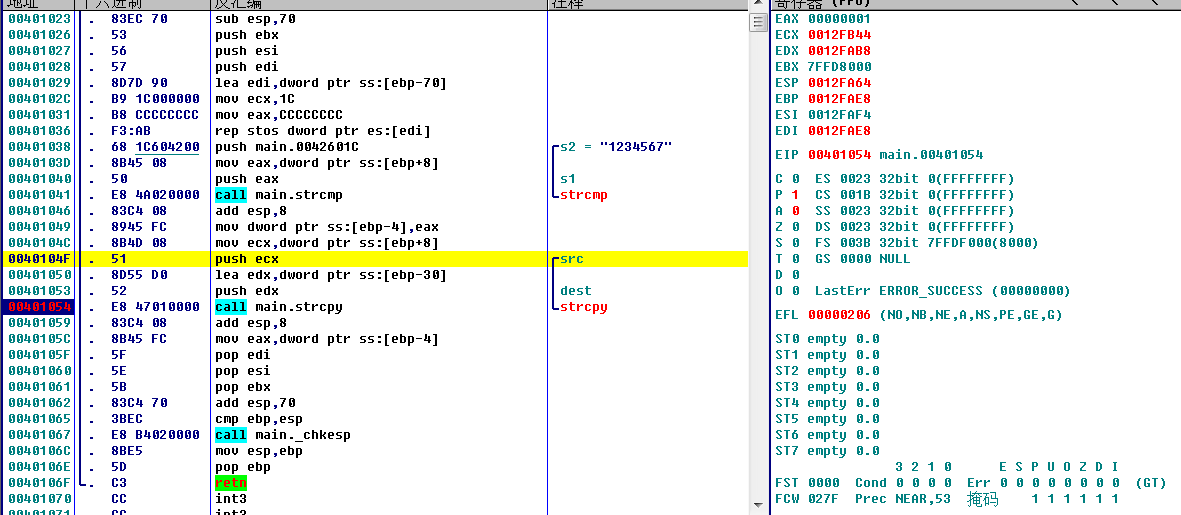 地址 十六进制 反汇编 注释
00401023 . 83EC 70 sub esp,70
00401026 . 53 push ebx
00401027 . 56 push esi
00401028 . 57 push edi
00401029 . 8D7D 90 lea edi,dword ptr ss:[ebp-70]
0040102C . B9 1C000000 mov ecx,1C
00401031 . B8 CCCCCCCC mov eax,CCCCCCCC
00401036 . F3:AB rep stos dword ptr es:[edi]
00401038 . 68 1C604200 push main.0042601C s2 = "1234567"
0040103D . 8B45 08 mov eax,dword ptr ss:[ebp+8]
00401040 . 50 push eax s1
00401041 . E8 4A020000 call main.strcmp strcmp
00401046 . 83C4 08 add esp,8
00401049 . 8945 FC mov dword ptr ss:[ebp-4],eax
0040104C . 8B4D 08 mov ecx,dword ptr ss:[ebp+8]
0040104F . 51 push ecx src
00401050 . 8D55 D0 lea edx,dword ptr ss:[ebp-30]
00401053 . 52 push edx dest
00401054 . E8 47010000 call main.strcpy strcpy
00401059 . 83C4 08 add esp,8
0040105C . 8B45 FC mov eax,dword ptr ss:[ebp-4]
0040105F . 5F pop edi
00401060 . 5E pop esi
00401061 . 5B pop ebx
00401062 . 83C4 70 add esp,70
00401065 . 3BEC cmp ebp,esp
00401067 . E8 B4020000 call main._chkesp
0040106C . 8BE5 mov esp,ebp
0040106E . 5D pop ebp
0040106F . C3 retn
00401070 CC int3
00401071 CC int3
寄存器 (FPU)
EAX 00000001
ECX 0012FB44
EDX 0012FAB8
EBX 7FFD8000
ESP 0012FA64
EBP 0012FAE8
ESI 0012FAF4
EDI 0012FAE8
EIP 00401054 main.00401054
C 0 ES 0023 32bit 0(FFFFFFFF)
P 1 CS 001B 32bit 0(FFFFFFFF)
A 0 SS 0023 32bit 0(FFFFFFFF)
Z 0 DS 0023 32bit 0(FFFFFFFF)
S 0 FS 003B 32bit 7FFDF000(8000)
T 0 GS 0000 NULL
D 0
O 0 LastErr ERROR_SUCCESS (00000000)
EFL 00000206 (NO,NB,NE,A,NS,PE,GE,G)
ST0 empty 0.0
ST1 empty 0.0
ST2 empty 0.0
ST3 empty 0.0
ST4 empty 0.0
ST5 empty 0.0
ST6 empty 0.0
ST7 empty 0.0
3 2 1 0 E S P U O Z D I
FST 0000 Cond 0 0 0 0 Err 0 0 0 0 0 0 0 0 (GT)
FCW 027F Prec NEAR,53 掩码 1 1 1 1 1 1